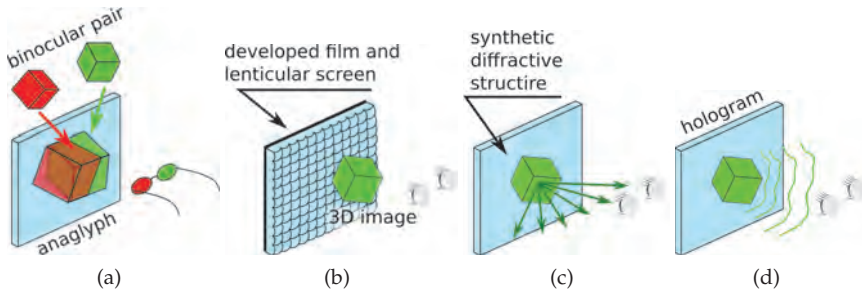 binocular pair
anaglyph
(a)
developed film and
lenticular screen
3D image
(b)
synthetic
diffractive
structire
(c)
hologram
(d)